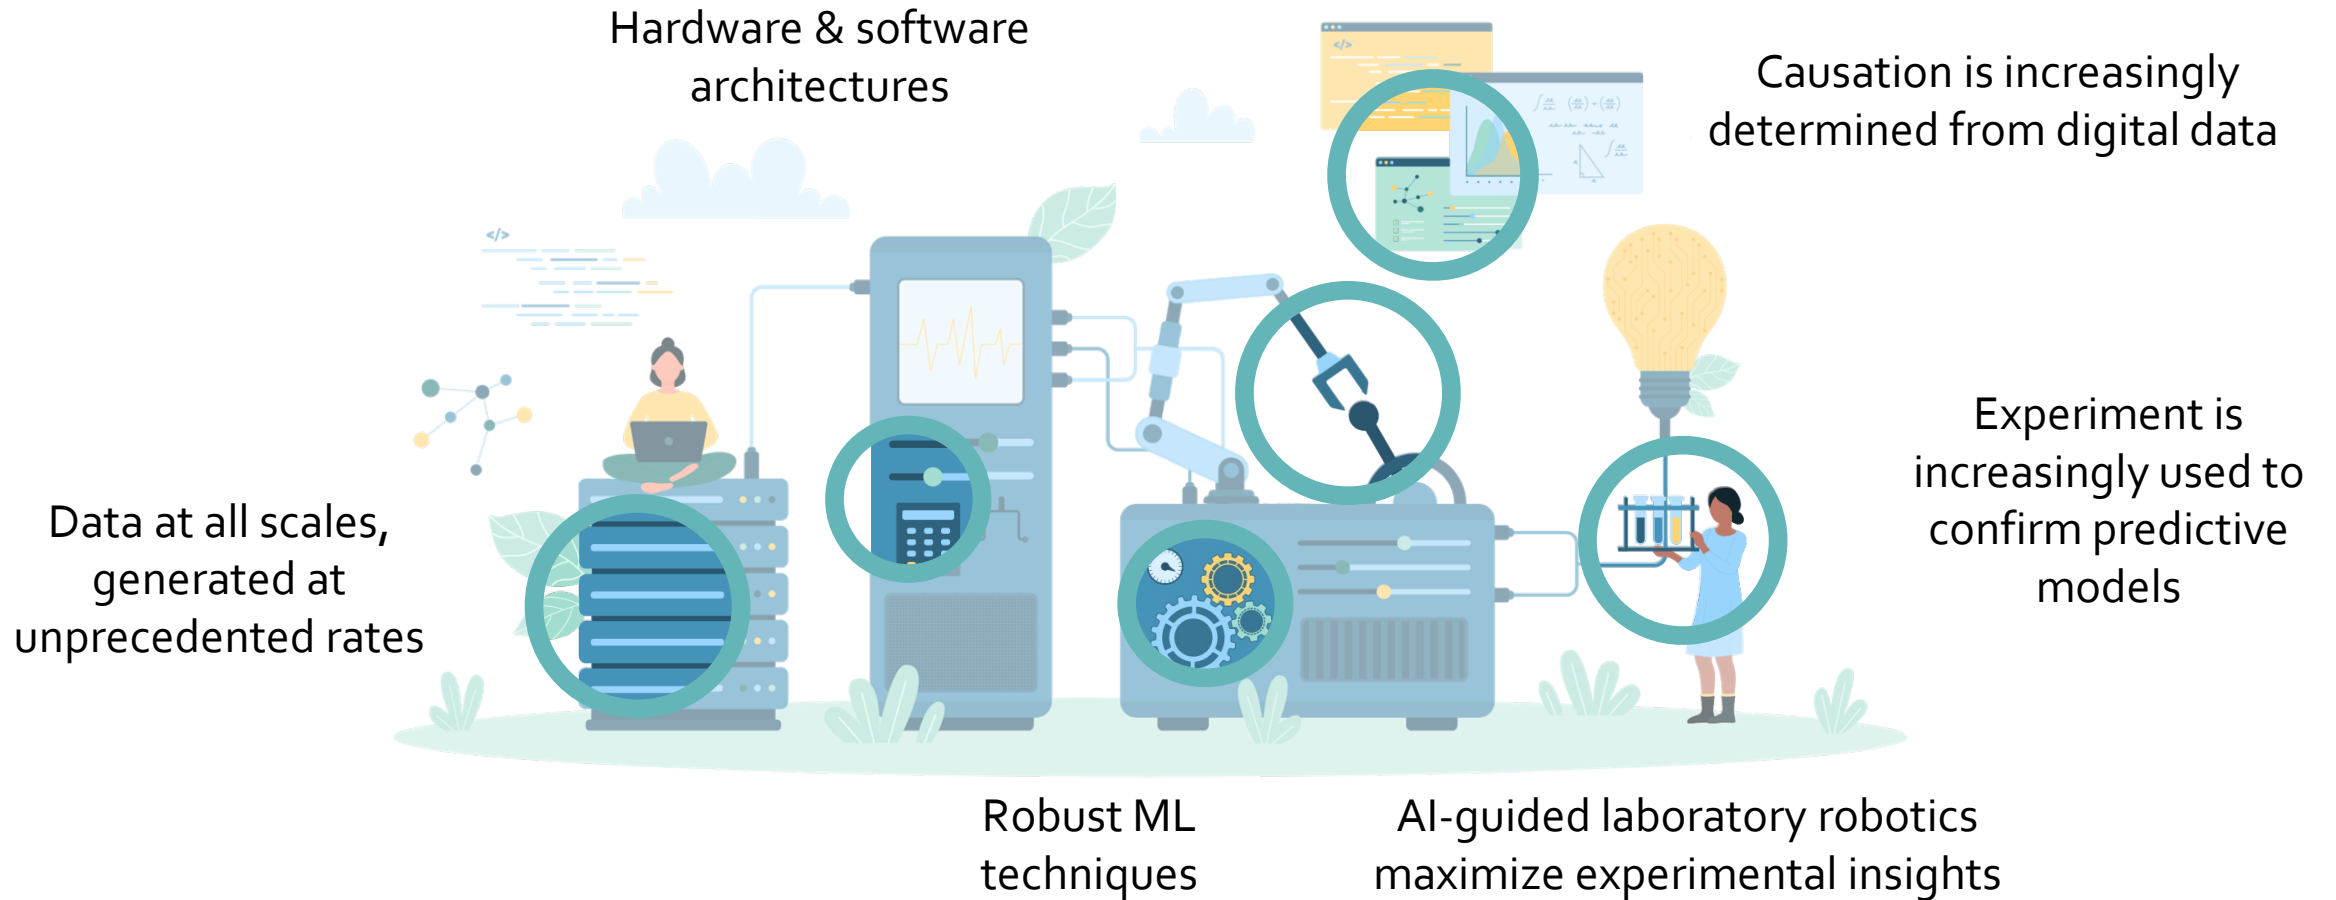 Hardware & software
architectures
</>
Causation is increasingly
determined from digital data
</>
Experiment is
increasingly used to
confirm predictive
models
Data at all scales,
generated at
unprecedented rates
Robust ML
techniques
AI-guided laboratory robotics
maximize experimental insights